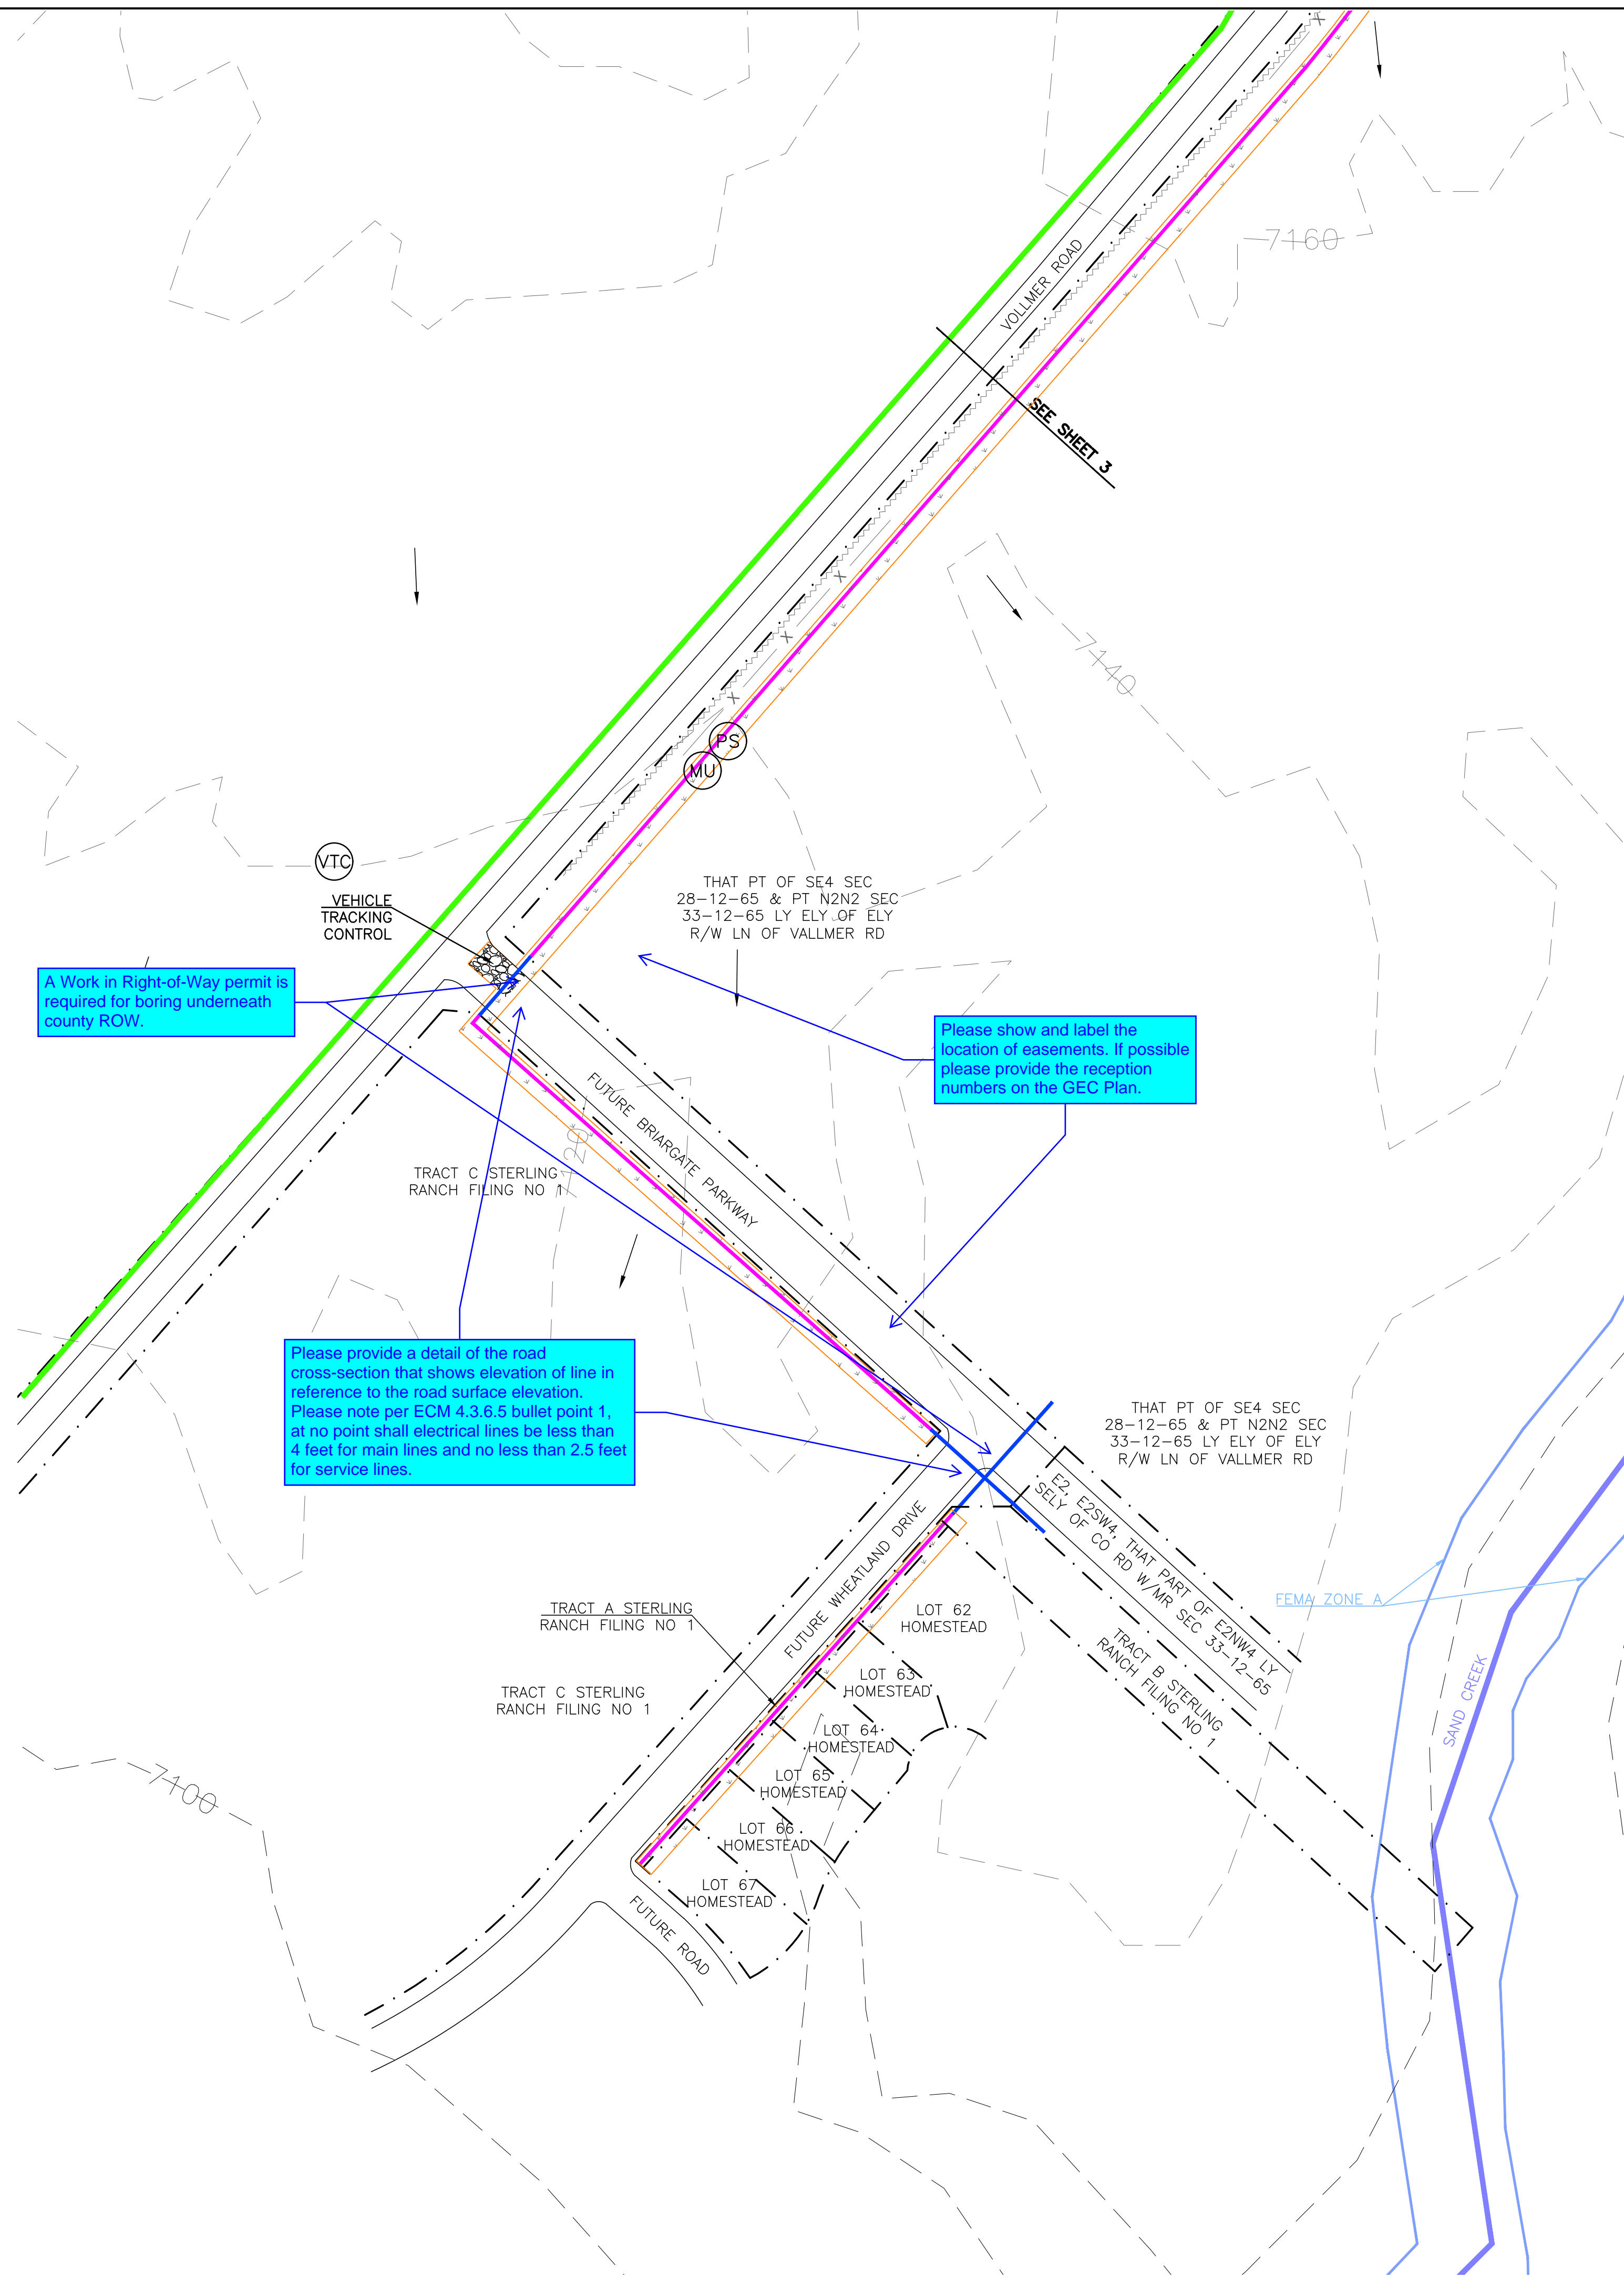 7160
VOLLMER ROAD
SEE SHEET 3
7140
PS
MU
VTC
VEHICLE
TRACKING
CONTROL
THAT PT OF SE4 SEC
28-12-65 & PT N2N2 SEC
33-12-65 LY ELY OF ELY
R/W LN OF VALLMER RD
A Work in Right-of-Way permit is
required for boring underneath
county ROW.
Please show and label the
location of easements. If possible
please provide the reception
numbers on the GEC Plan.
FUTURE BRIARGATE PARKWAY
7120
TRACT C STERLING
RANCH FILING NO 1
Please provide a detail of the road
cross-section that shows elevation of line in
reference to the road surface elevation.
Please note per ECM 4.3.6.5 bullet point 1,
at no point shall electrical lines be less than
4 feet for main lines and no less than 2.5 feet
for service lines.
THAT PT OF SE4 SEC
28-12-65 & PT N2N2 SEC
33-12-65 LY ELY OF ELY
R/W LN OF VALLMER RD
E2, E2SW4, THAT PART OF E2NW4 LY
SELY OF CO RD W/MR SEC 33-12-65
FUTURE WHEATLAND DRIVE
FEMA ZONE A
TRACT A STERLING
RANCH FILING NO 1
LOT 62
HOMESTEAD
TRACT B STERLING
RANCH FILING NO 1
SAND CREEK
LOT 63
HOMESTEAD
TRACT C STERLING
RANCH FILING NO 1
LOT 64
HOMESTEAD
LOT 65
HOMESTEAD
7100
LOT 66
HOMESTEAD
LOT 67
HOMESTEAD
FUTURE ROAD